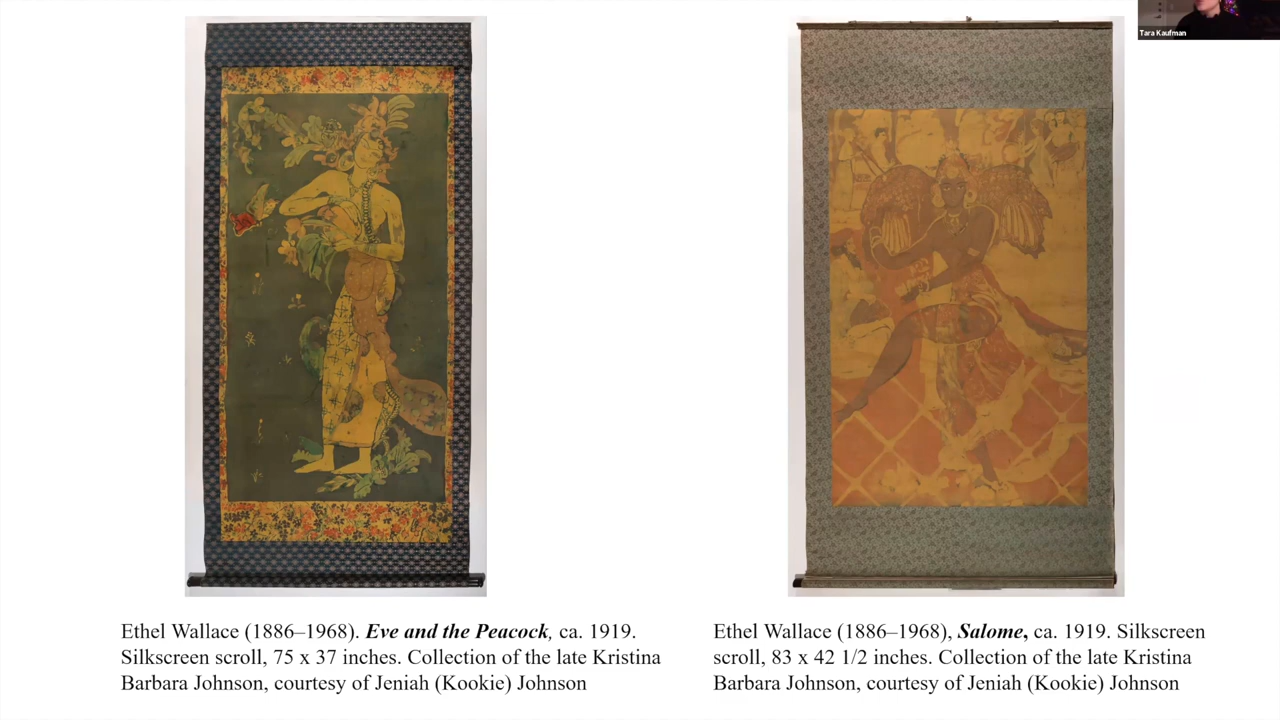 Tara Kaufman
Ethel Wallace (1886–1968). Eve and the Peacock, ca. 1919.
Silkscreen scroll, 75 x 37 inches. Collection of the late Kristina
Barbara Johnson, courtesy of Jeniah (Kookie) Johnson
Ethel Wallace (1886–1968), Salome, ca. 1919. Silkscreen
scroll, 83 x 42 1/2 inches. Collection of the late Kristina
Barbara Johnson, courtesy of Jeniah (Kookie) Johnson